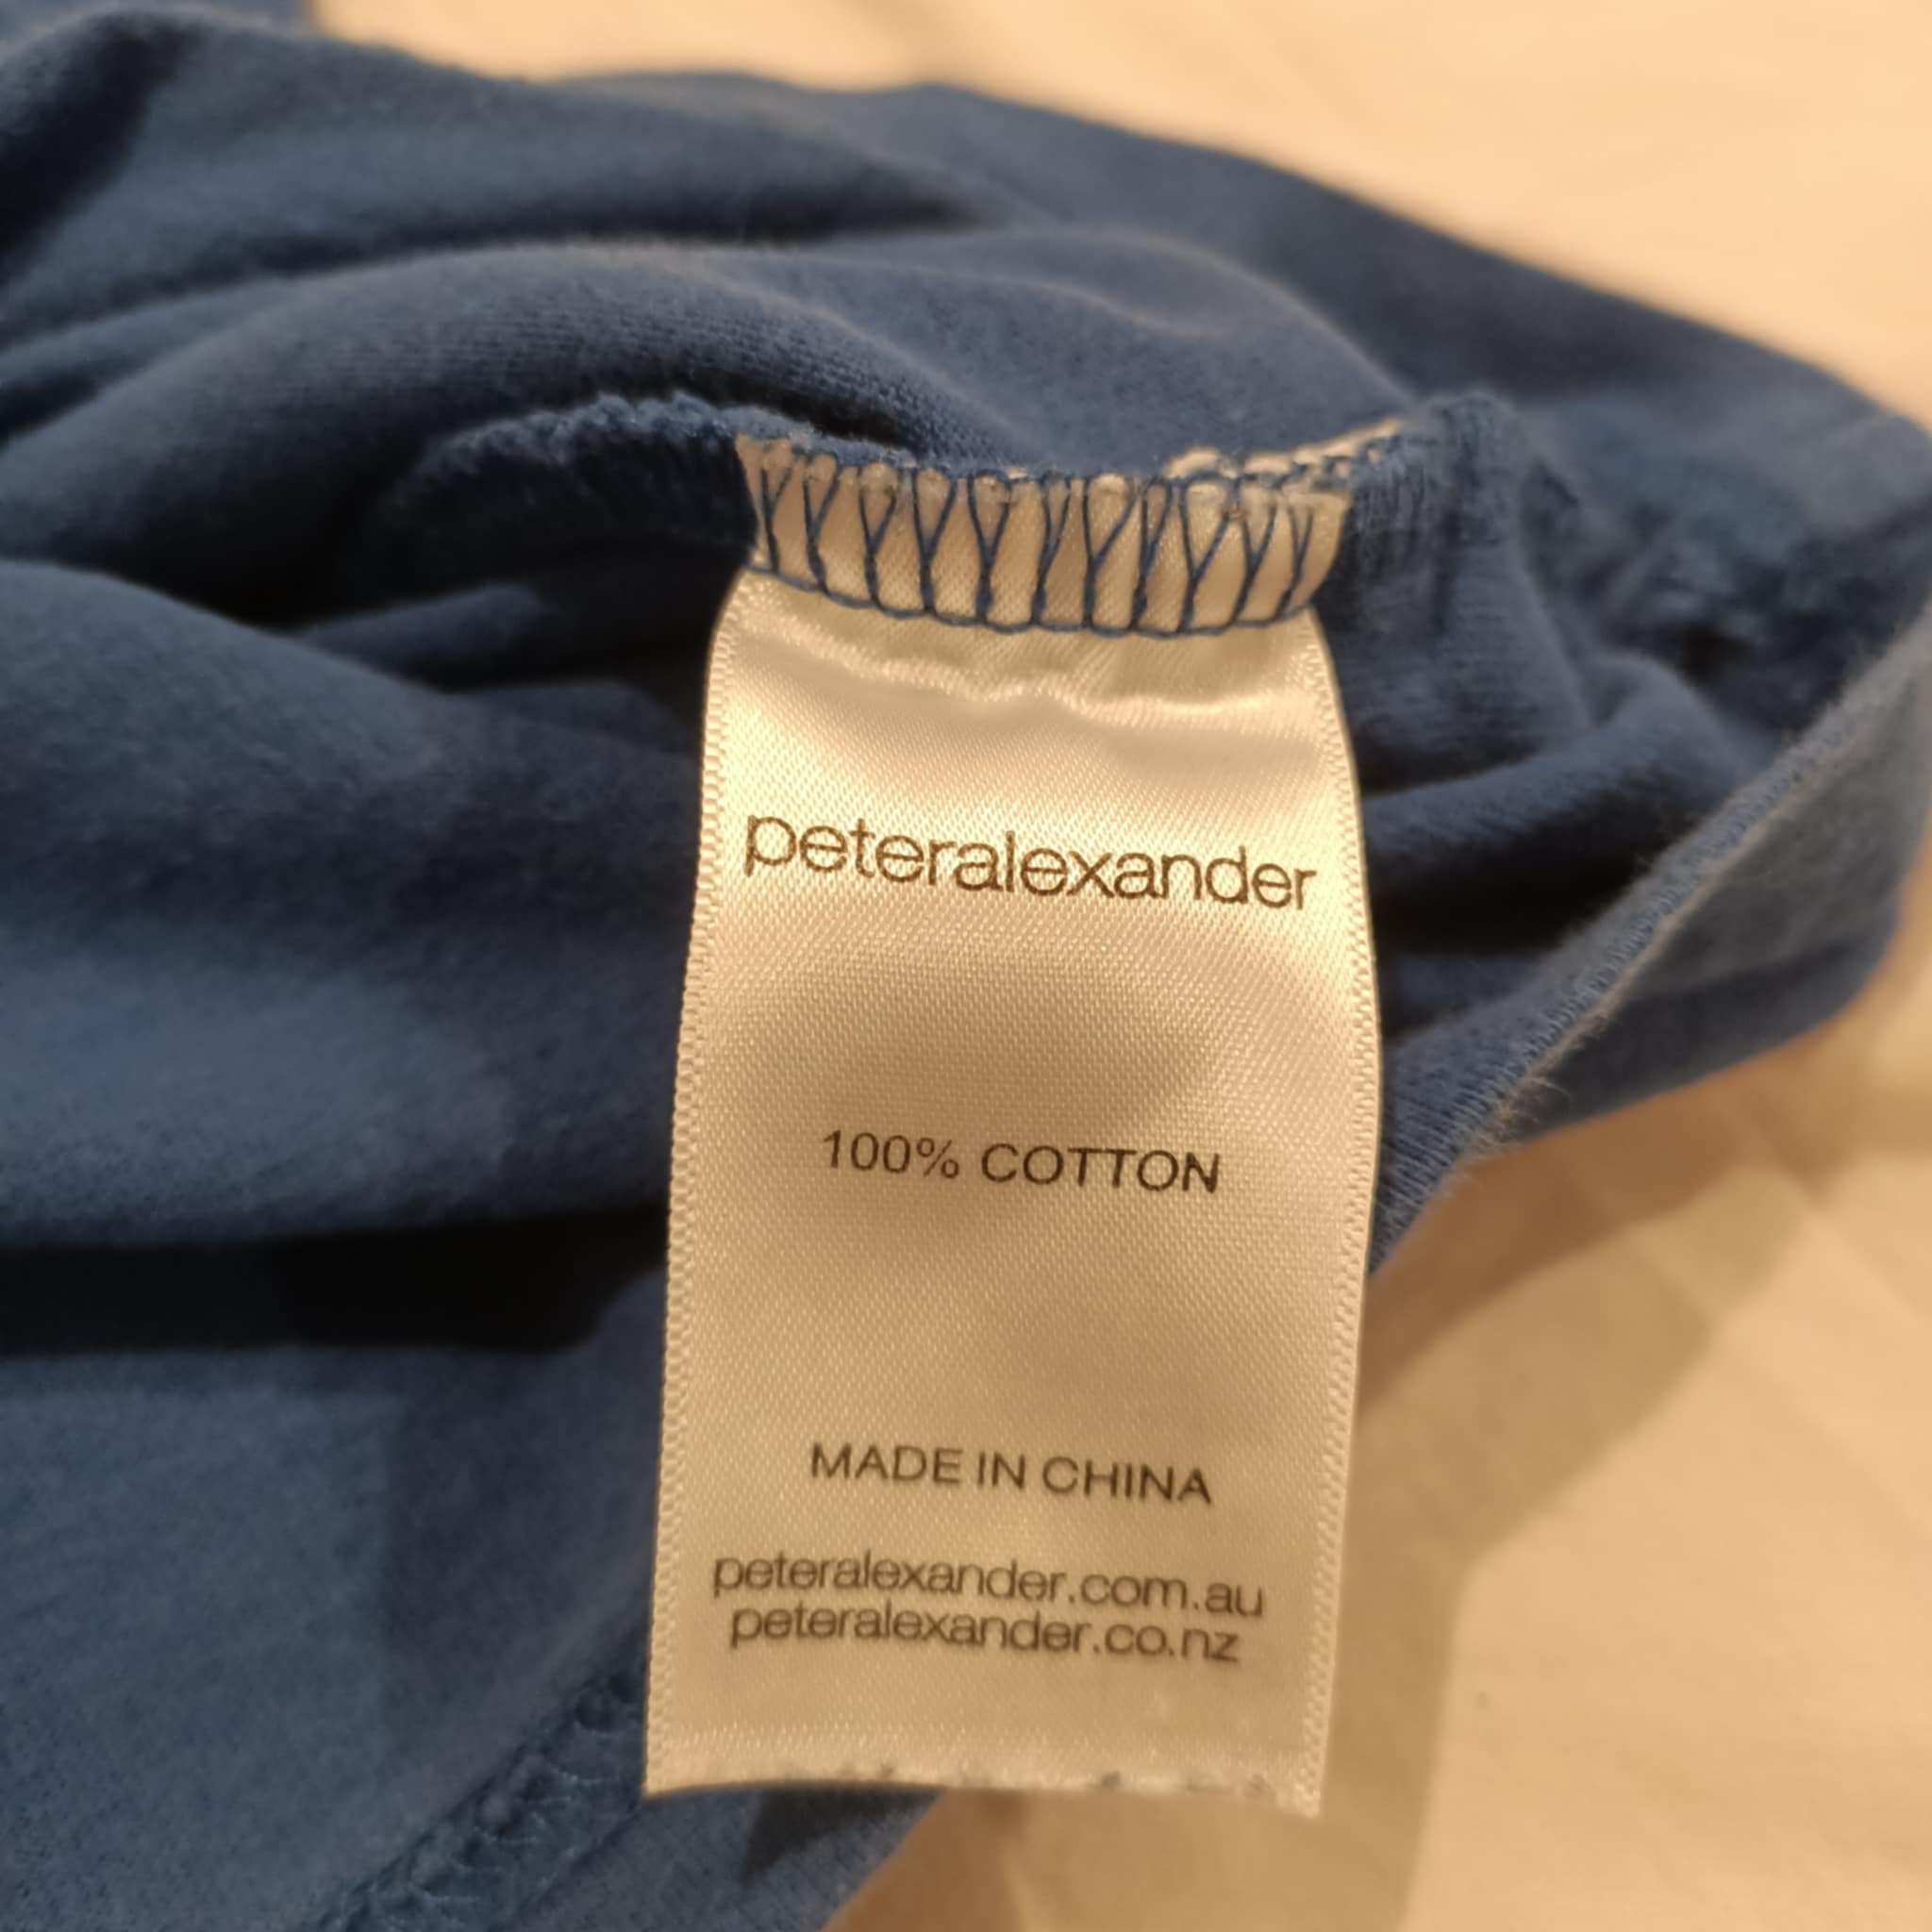 peteralexander
100% COTTON
MADE IN CHINA
peteralexander.com.au
peteralexander.co.nz